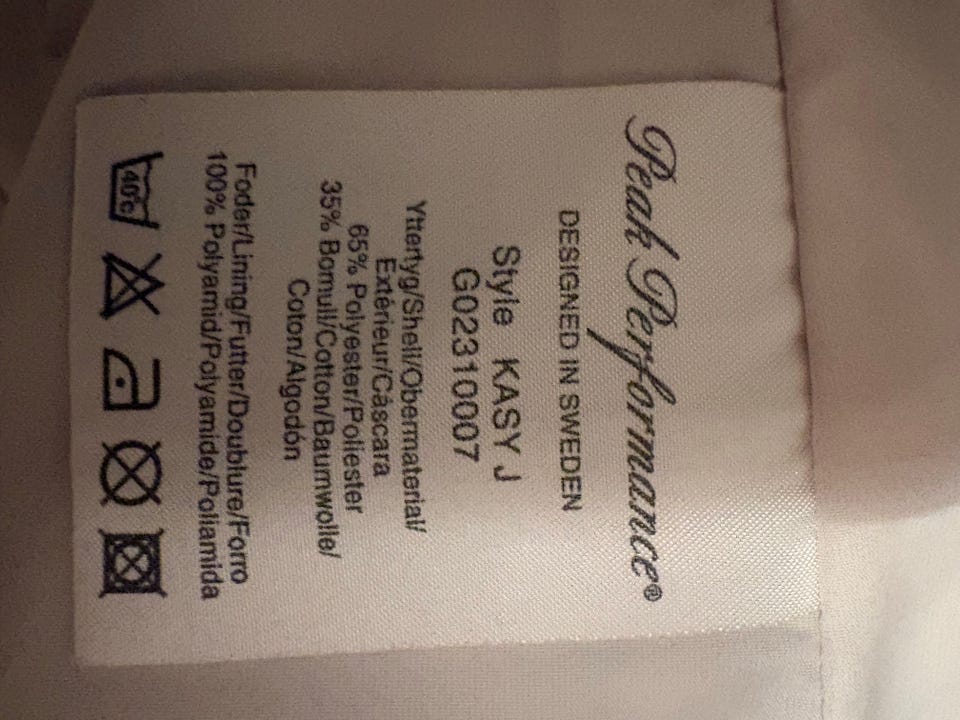 Peak Performance®
DESIGNED IN SWEDEN
Style KASY J
G02310007
Yttertyg/Shell/Obermaterial/
Extérieur/Cáscara
65% Polyester/Poliester
35% Bomull/Cotton/Baumwolle/
Coton/Algodón
Foder/Lining/Futter/Doublure/Forro
100% Polyamid/Polyamide/Poliamida
40°c